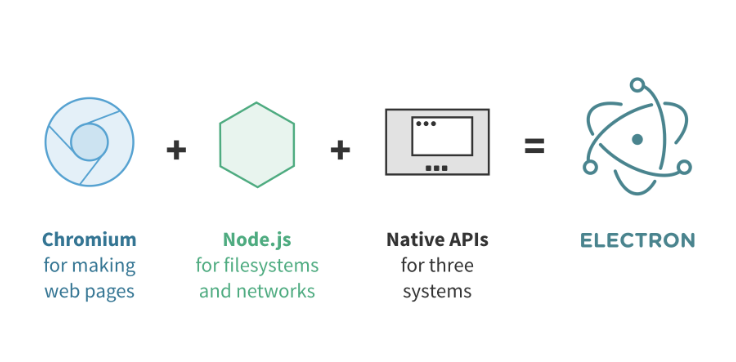 Chromium
for making
web pages
Node.js
for filesystems
and networks
Native APIs
for three
systems
ELECTRON